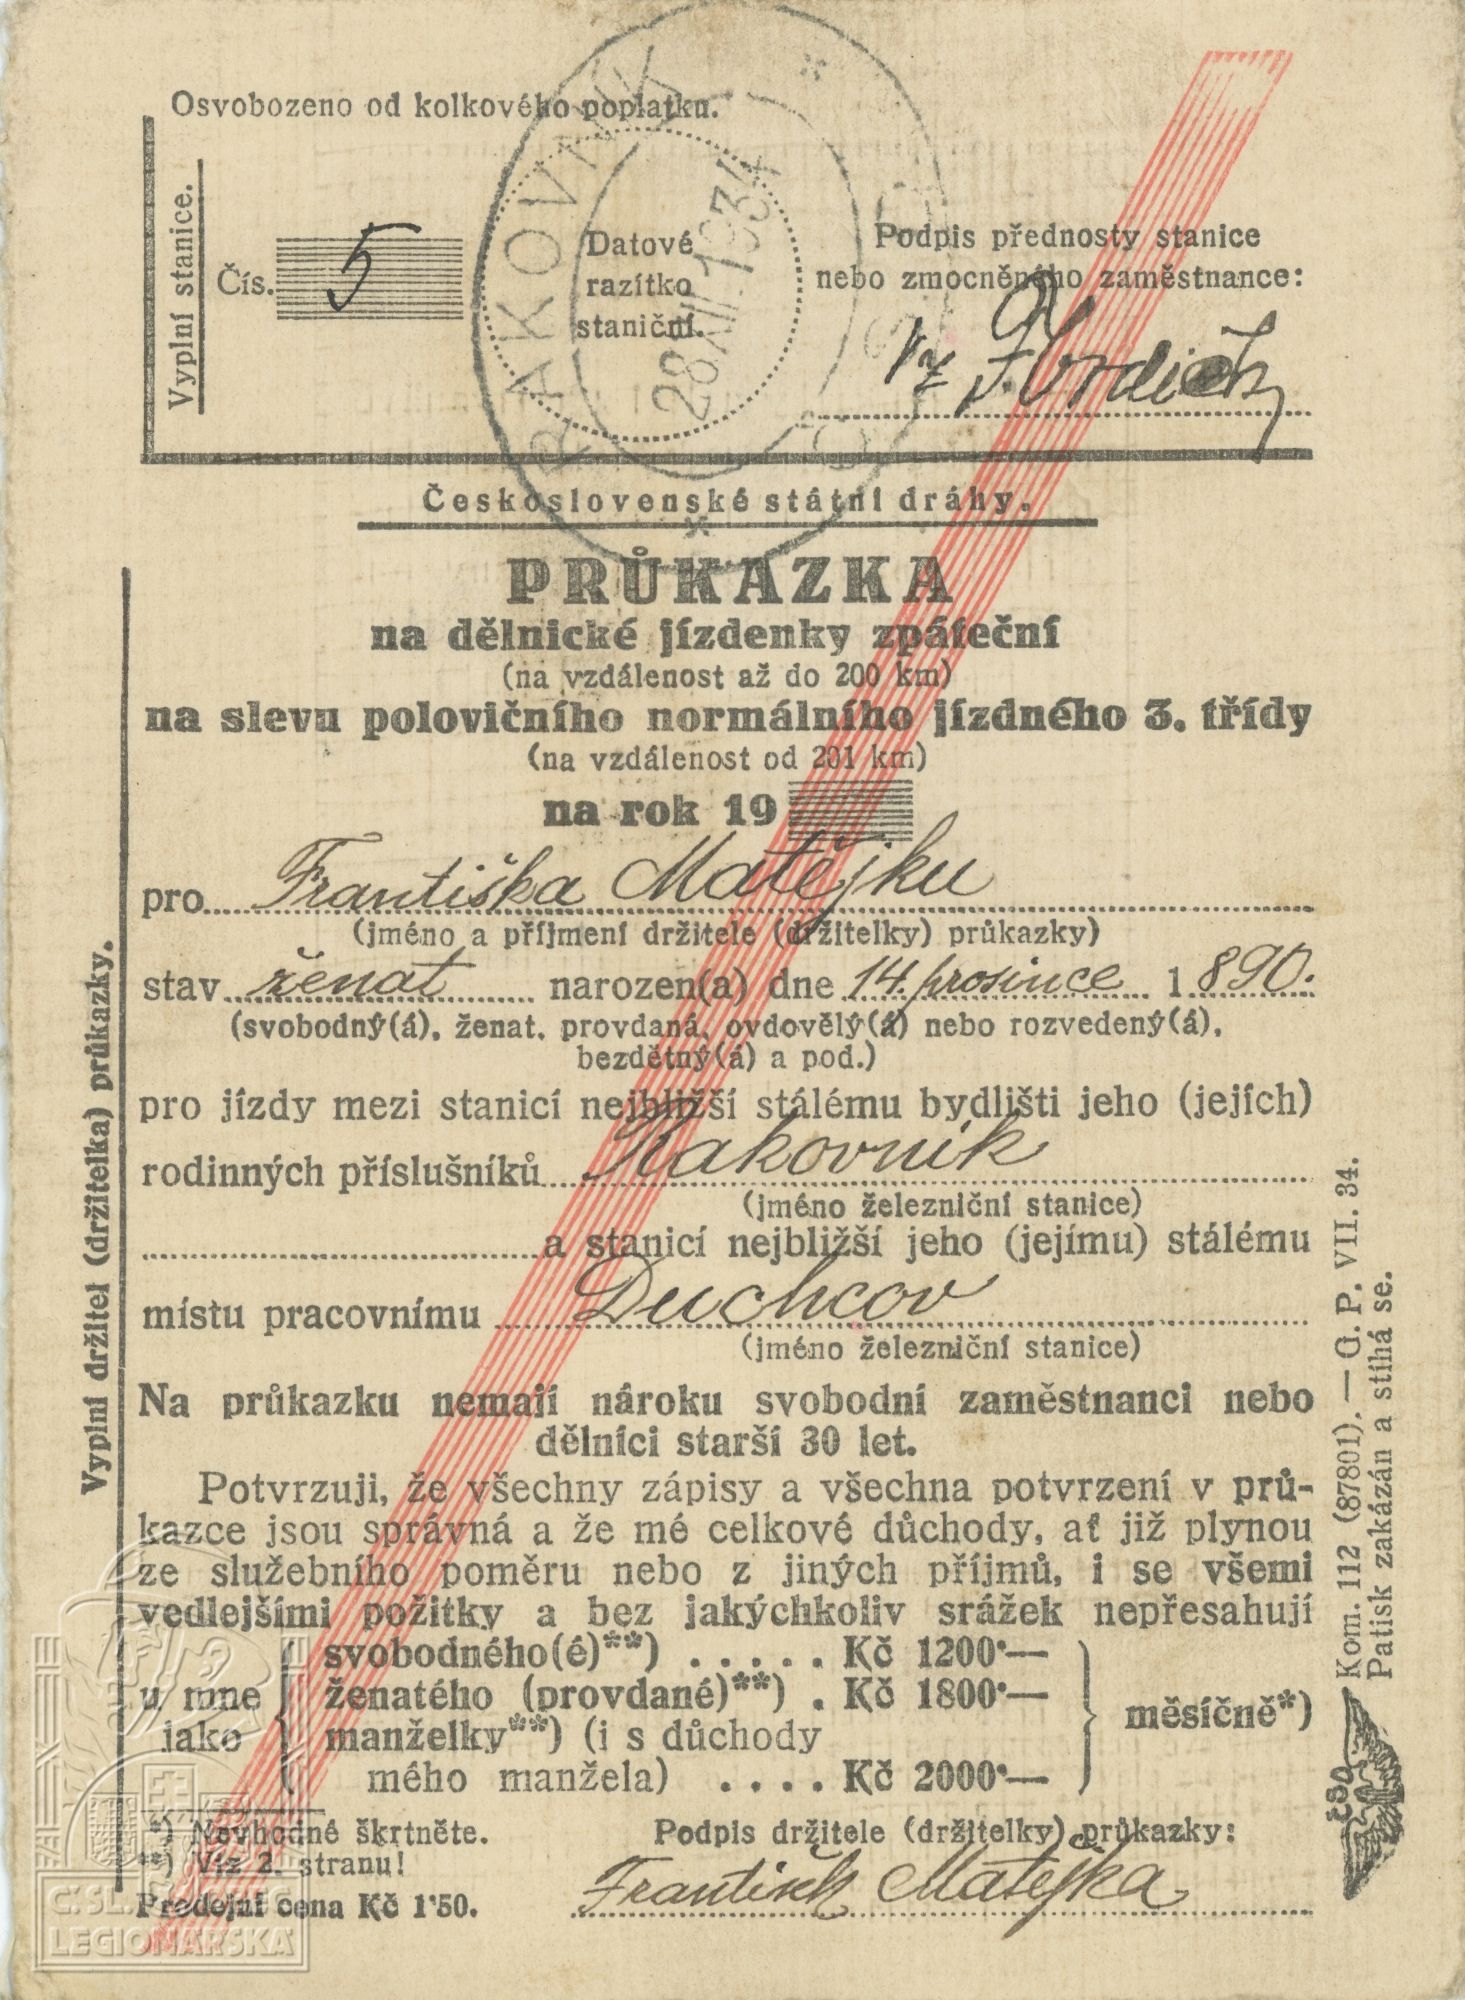 Osvobozeno od kolkového poplatku.
Vyplní stanice.
Čís. 5
Datové
razítko
staniční.
RAKOVNÍK
28 XII 1934
Podpis přednosty stanice
nebo zmocněného zaměstnance:
Československé státní dráhy.
PRŮKAZKA
na dělnické jízdenky zpáteční
(na vzdálenost až do 200 km)
na slevu polovičního normálního jízdného 3. třídy
(na vzdálenost od 201 km)
na rok 19
pro Františka Matějku
(jméno a příjmení držitele (držitelky) průkazky)
stav ženat narozen(a) dne 14. prosince 1890.
(svobodný(á), ženat, provdaná, ovdovělý(á) nebo rozvedený(á),
bezdětný(á) a pod.)
pro jízdy mezi stanicí nejbližší stálému bydlišti jeho (jejích)
rodinných příslušníků Rakovník
(jméno železniční stanice)
a stanicí nejbližší jeho (jejímu) stálému
místu pracovnímu Duchcov
(jméno železniční stanice)
Na průkazku nemají nároku svobodní zaměstnanci nebo
dělníci starší 30 let.
Potvrzuji, že všechny zápisy a všechna potvrzení v prů-
kazce jsou správná a že mé celkové důchody, ať již plynou
ze služebního poměru nebo z jiných příjmů, i se všemi
vedlejšími požitky a bez jakýchkoliv srážek nepřesahují
u mne
jako
svobodného(é)**) . . . . . Kč 1200·—
ženatého (provdané)**) . Kč 1800·—
manželky**) (i s důchody
mého manžela) . . . . Kč 2000·—
měsíčně*)
*) Nevhodné škrtněte.
**) Viz 2. stranu!
Prodejní cena Kč 1·50.
Podpis držitele (držitelky) průkazky:
František Matějka
Vyplní držitel (držitelka) průkazky.
Kom. 112 (87801). — G. P. VII. 34.
Patisk zakázán a stíhá se.
ČSD
Č.SL. OBEC
LEGIONÁŘSKÁ